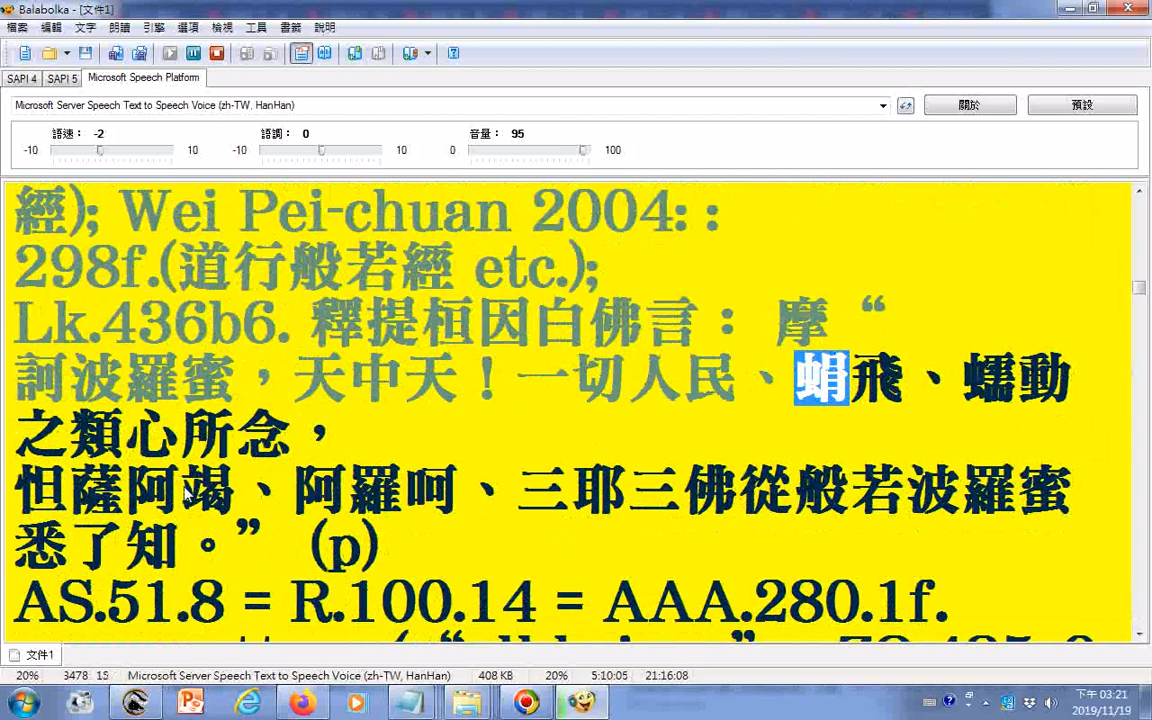 Balabolka - [文件1]
檔案 編輯 文字 朗讀 引擎 選項 檢視 工具 書籤 說明
SAPI 4 SAPI 5 Microsoft Speech Platform
Microsoft Server Speech Text to Speech Voice (zh-TW, HanHan) 關於 預設
語速： -2 語調： 0 音量： 95
-10 10 -10 10 0 100
經); Wei Pei-chuan 2004: :
298f.(道行般若經 etc.);
Lk.436b6. 釋提桓因白佛言： 摩“
訶波羅蜜，天中天！一切人民、蜎飛、蠕動
之類心所念，
怛薩阿竭、阿羅呵、三耶三佛從般若波羅蜜
悉了知。” (p)
AS.51.8 = R.100.14 = AAA.280.1f.
文件1
20% 3478 15 Microsoft Server Speech Text to Speech Voice (zh-TW, HanHan) 408 KB 20% 5:10:05 21:16:08
下午 03:21
2019/11/19